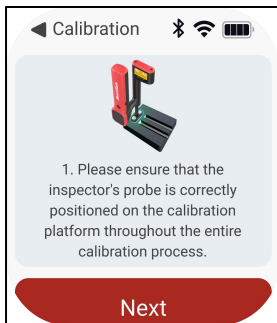 Calibration
1. Please ensure that the
inspector's probe is correctly
positioned on the calibration
platform throughout the entire
calibration process.
Next